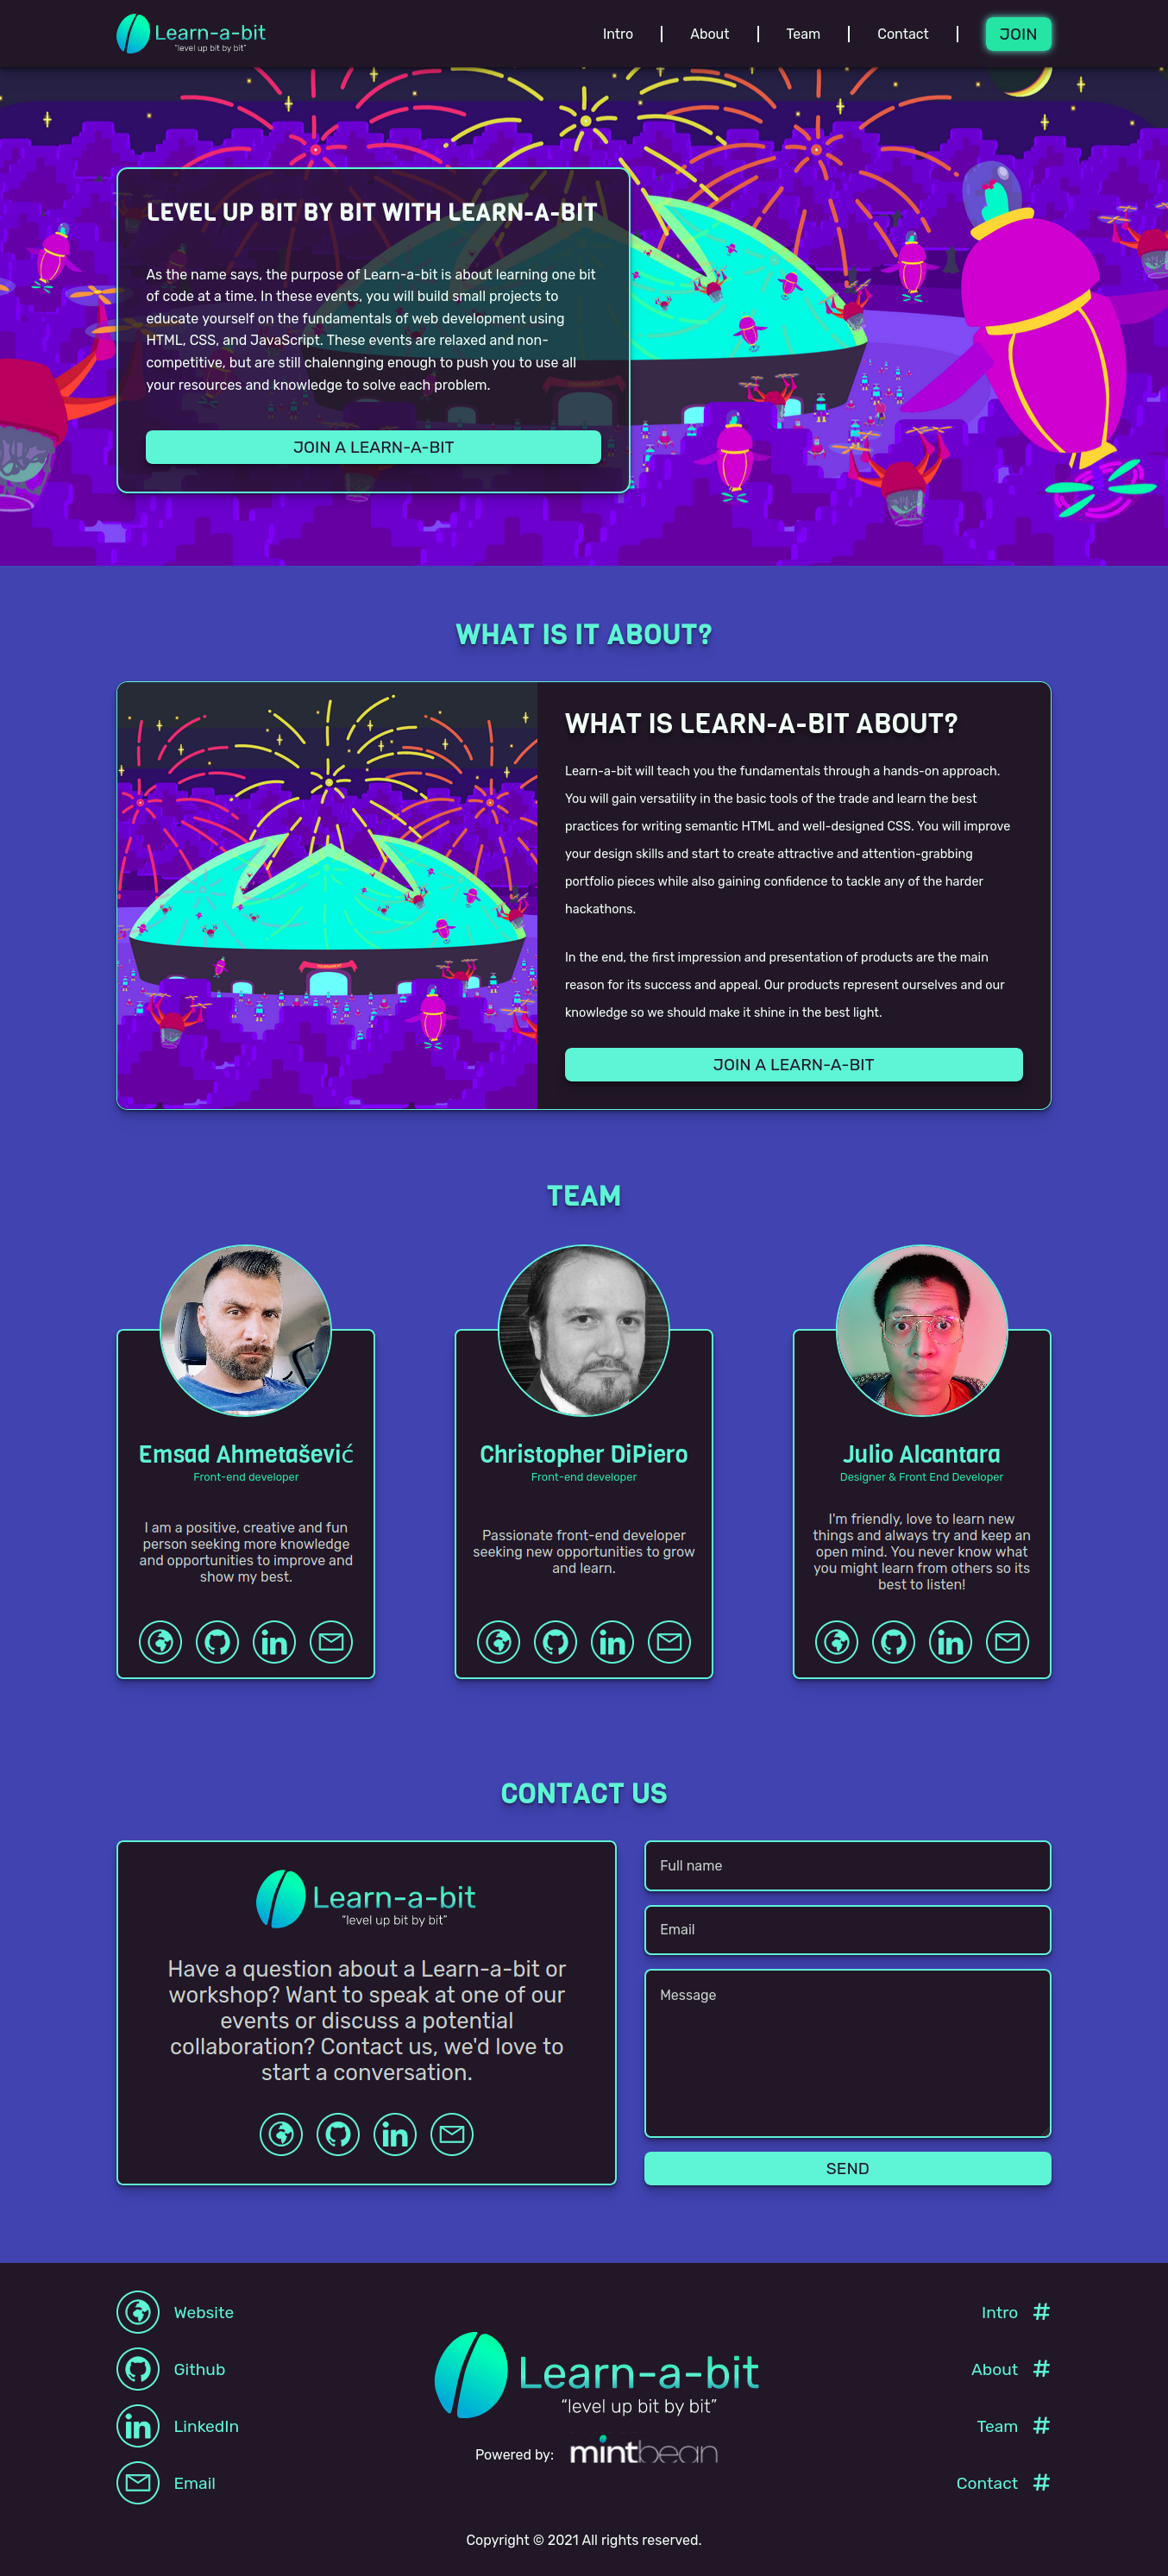 Learn-a-bit
"level up bit by bit"
Intro
About
Team
Contact
JOIN
LEVEL UP BIT BY BIT WITH LEARN-A-BIT
As the name says, the purpose of Learn-a-bit is about learning one bit
of code at a time. In these events, you will build small projects to
educate yourself on the fundamentals of web development using
HTML, CSS, and JavaScript. These events are relaxed and non-
competitive, but are still chalennging enough to push you to use all
your resources and knowledge to solve each problem.
JOIN A LEARN-A-BIT
WHAT IS IT ABOUT?
WHAT IS LEARN-A-BIT ABOUT?
Learn-a-bit will teach you the fundamentals through a hands-on approach.
You will gain versatility in the basic tools of the trade and learn the best
practices for writing semantic HTML and well-designed CSS. You will improve
your design skills and start to create attractive and attention-grabbing
portfolio pieces while also gaining confidence to tackle any of the harder
hackathons.
In the end, the first impression and presentation of products are the main
reason for its success and appeal. Our products represent ourselves and our
knowledge so we should make it shine in the best light.
JOIN A LEARN-A-BIT
TEAM
Emsad Ahmetašević
Front-end developer
I am a positive, creative and fun
person seeking more knowledge
and opportunities to improve and
show my best.
Christopher DiPiero
Front-end developer
Passionate front-end developer
seeking new opportunities to grow
and learn.
Julio Alcantara
Designer & Front End Developer
I'm friendly, love to learn new
things and always try and keep an
open mind. You never know what
you might learn from others so its
best to listen!
CONTACT US
Learn-a-bit
"level up bit by bit"
Have a question about a Learn-a-bit or
workshop? Want to speak at one of our
events or discuss a potential
collaboration? Contact us, we'd love to
start a conversation.
Full name
Email
Message
SEND
Website
Github
LinkedIn
Email
Learn-a-bit
“level up bit by bit”
Powered by: mintbean
Intro #
About #
Team #
Contact #
Copyright © 2021 All rights reserved.